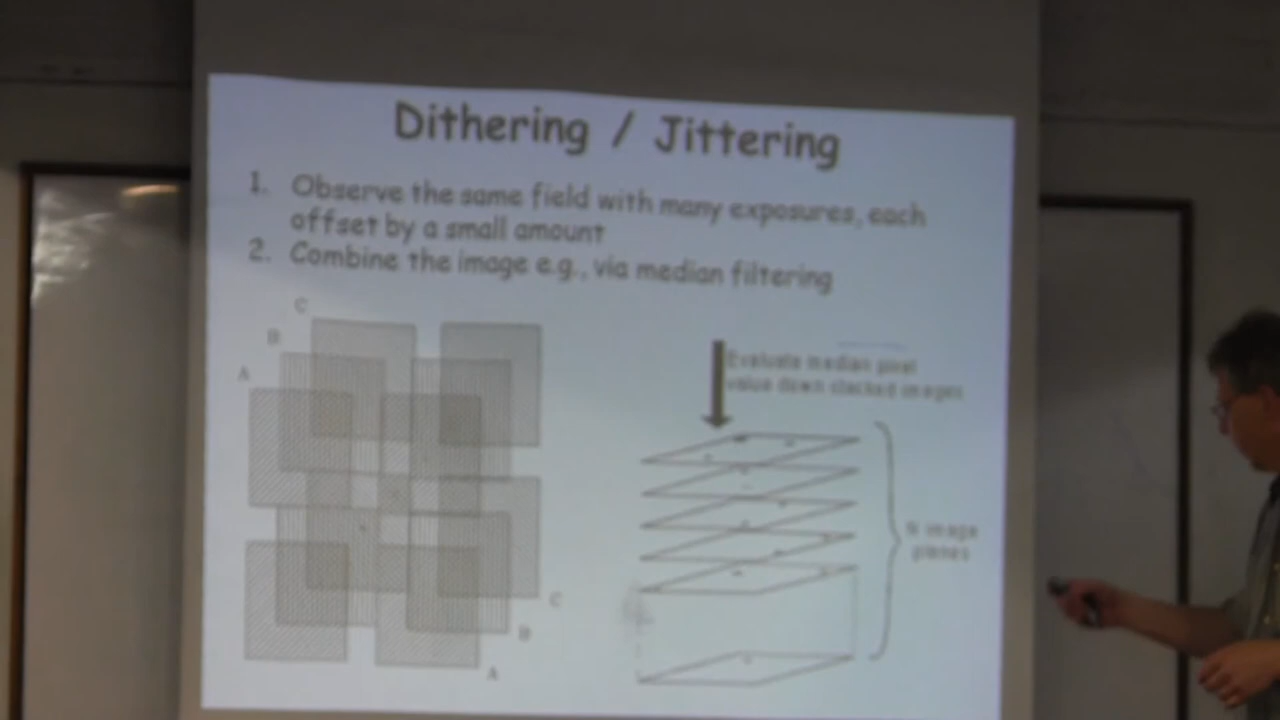 Dithering / Jittering
1. Observe the same field with many exposures, each
offset by a small amount
2. Combine the image e.g., via median filtering
C
B
A
Evaluate median pixel
value down stacked images
N image
planes
C
B
A